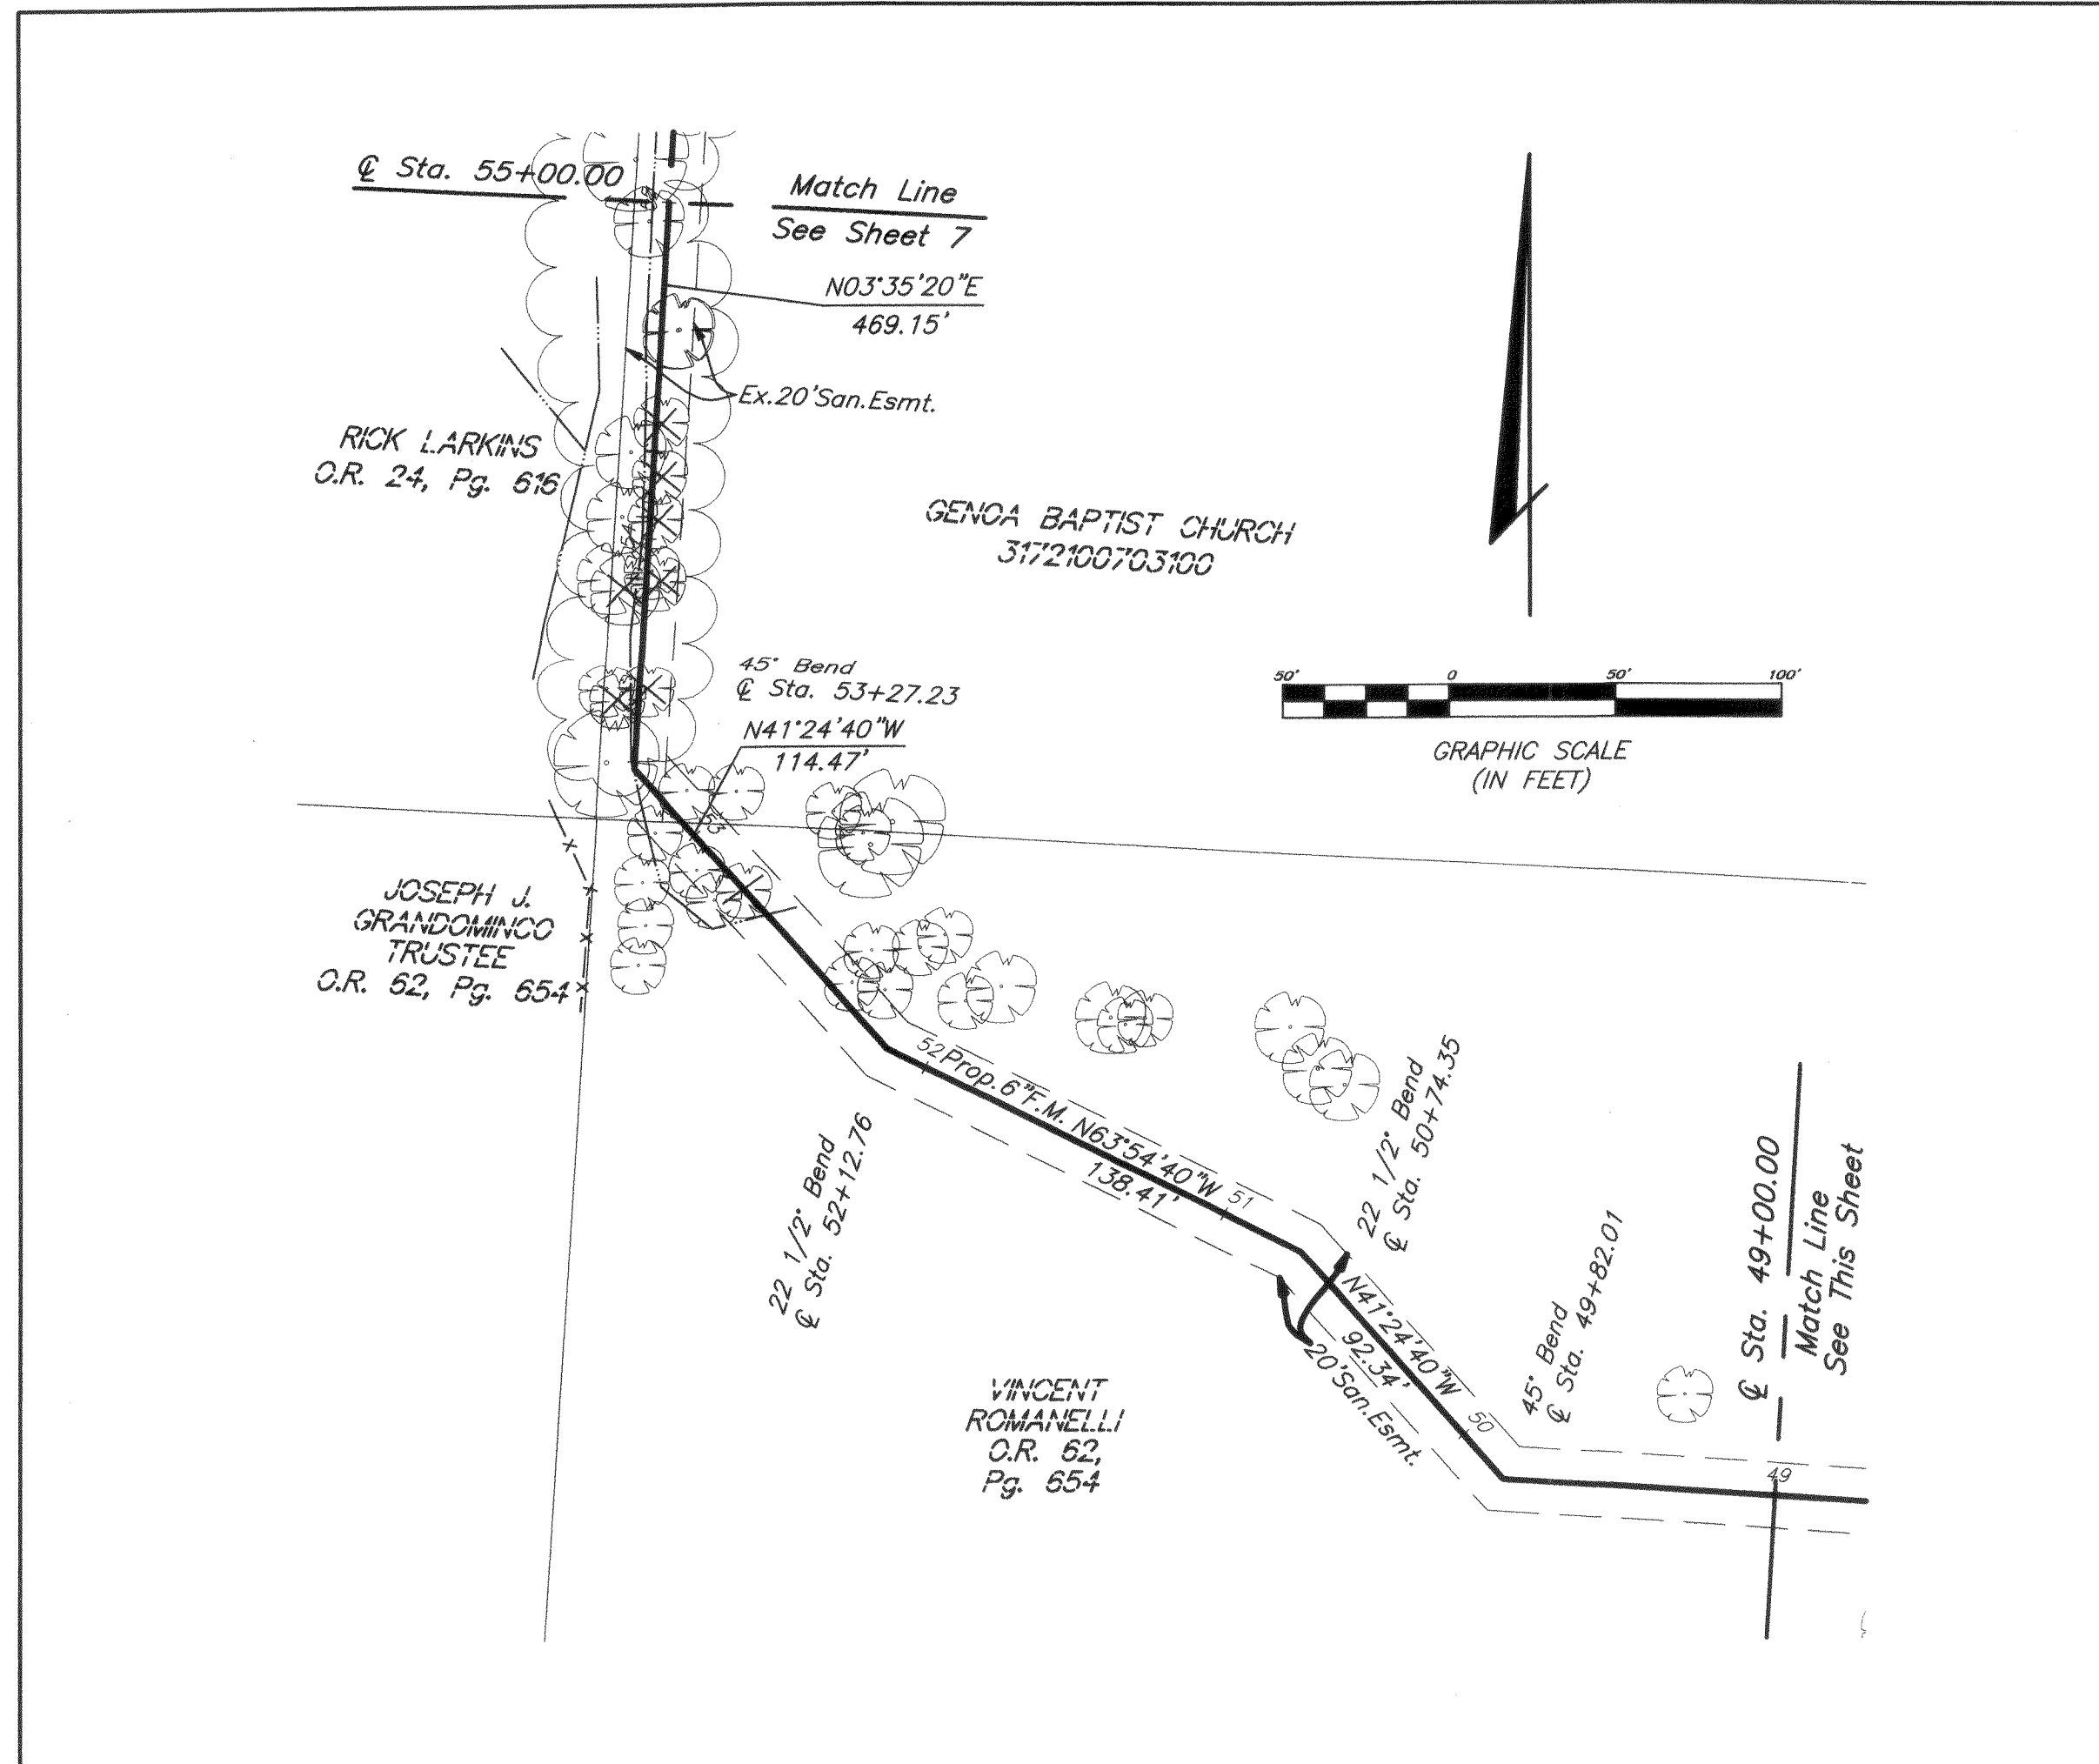 ℄ Sta. 55+00.00
Match Line
See Sheet 7
N03°35'20"E
469.15'
Ex.20'San.Esmt.
RICK LARKINS
O.R. 24, Pg. 616
GENOA BAPTIST CHURCH
3172100703100
50' 0 50' 100'
GRAPHIC SCALE
(IN FEET)
45° Bend
℄ Sta. 53+27.23
N41°24'40"W
114.47'
53
JOSEPH J.
GRANDOMINCO
TRUSTEE
O.R. 62, Pg. 654
52
Prop.6"F.M. N63°54'40"W
138.41'
51
22 1/2° Bend
℄ Sta. 52+12.76
22 1/2° Bend
℄ Sta. 50+74.35
N41°24'40"W
92.34'
20'San.Esmt.
50
45° Bend
℄ Sta. 49+82.01
℄ Sta. 49+00.00
Match Line
See This Sheet
49
VINCENT
ROMANELLI
O.R. 62,
Pg. 654